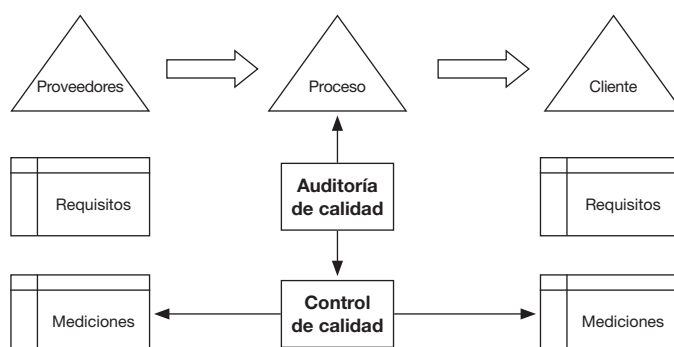 Proveedores
Proceso
Cliente
Requisitos
Auditoría
de calidad
Requisitos
Mediciones
Control
de calidad
Mediciones